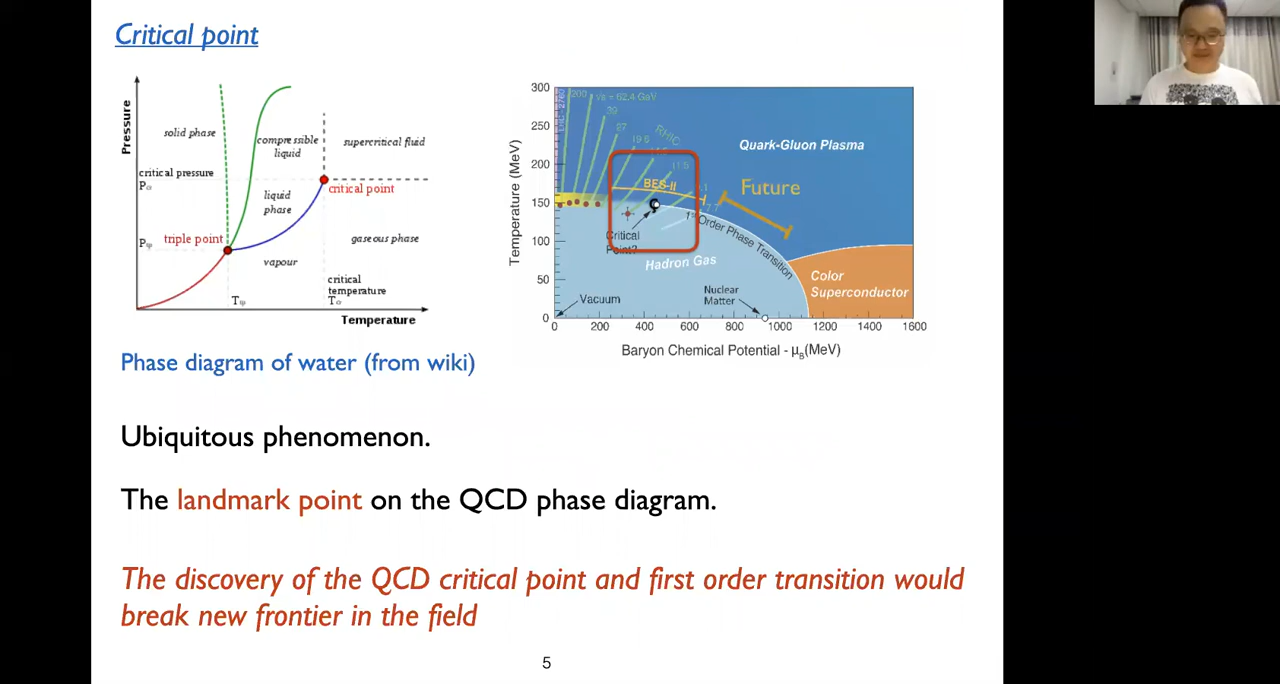 Critical point
Pressure
solid phase
compressible
liquid
supercritical fluid
critical pressure
critical point
liquid
phase
triple point
gaseous phase
vapour
critical
temperature
Temperature
Phase diagram of water (from wiki)
300
250
200
150
100
50
0
Temperature (MeV)
200
√s = 62.4 GeV
39
27
19.6
RHIC
11.5
BES-II
Quark-Gluon Plasma
Future
1st Order Phase Transition
Critical
Point?
Hadron Gas
Color
Superconductor
Vacuum
Nuclear
Matter
0 200 400 600 800 1000 1200 1400 1600
Baryon Chemical Potential - μB(MeV)
Ubiquitous phenomenon.
The landmark point on the QCD phase diagram.
The discovery of the QCD critical point and first order transition would
break new frontier in the field
5